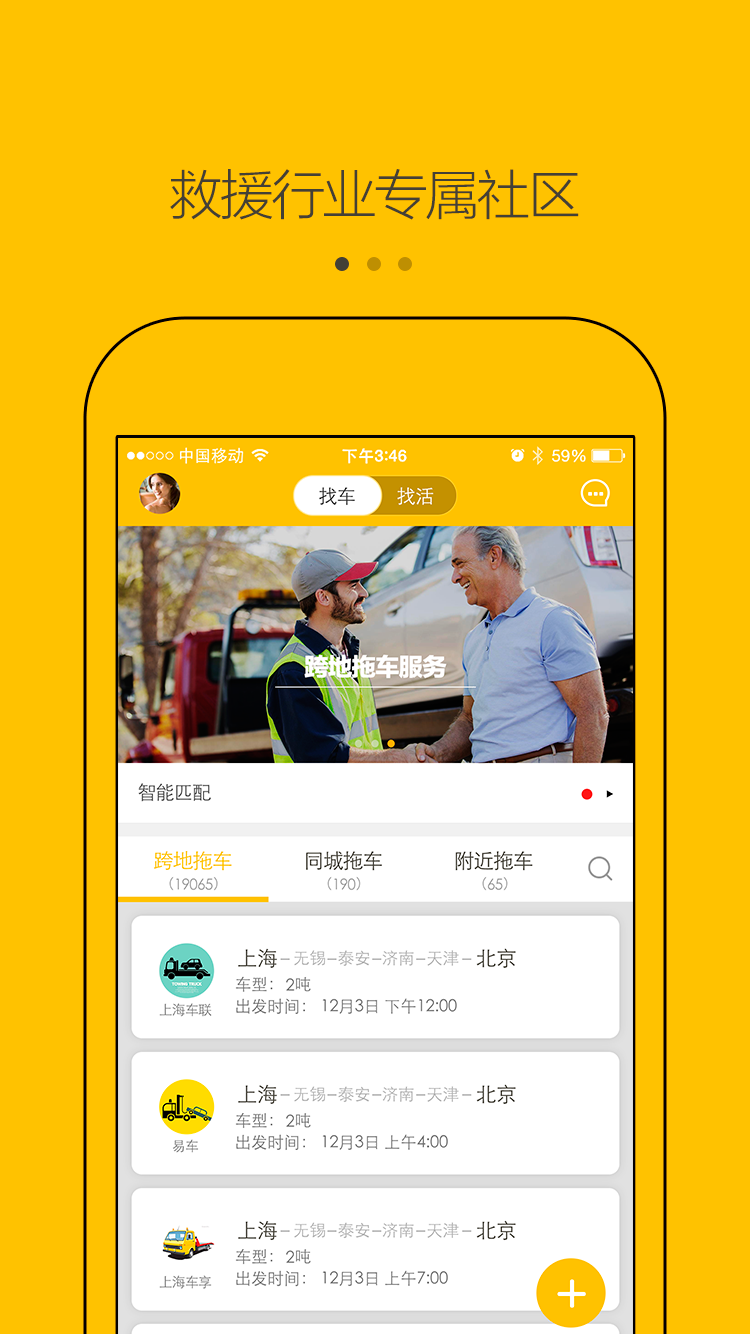 救援行业专属社区
中国移动 下午3:46 59%
找车 找活
跨地拖车服务
智能匹配
跨地拖车 同城拖车 附近拖车
（19065） （190） （65）
上海－无锡－泰安－济南－天津－北京
车型： 2吨
TOWING TRUCK
出发时间： 12月3日 下午12:00
上海车联
上海－无锡－泰安－济南－天津－北京
车型： 2吨
出发时间： 12月3日 上午4:00
易车
上海－无锡－泰安－济南－天津－北京
车型： 2吨
出发时间： 12月3日 上午7:00
上海车享